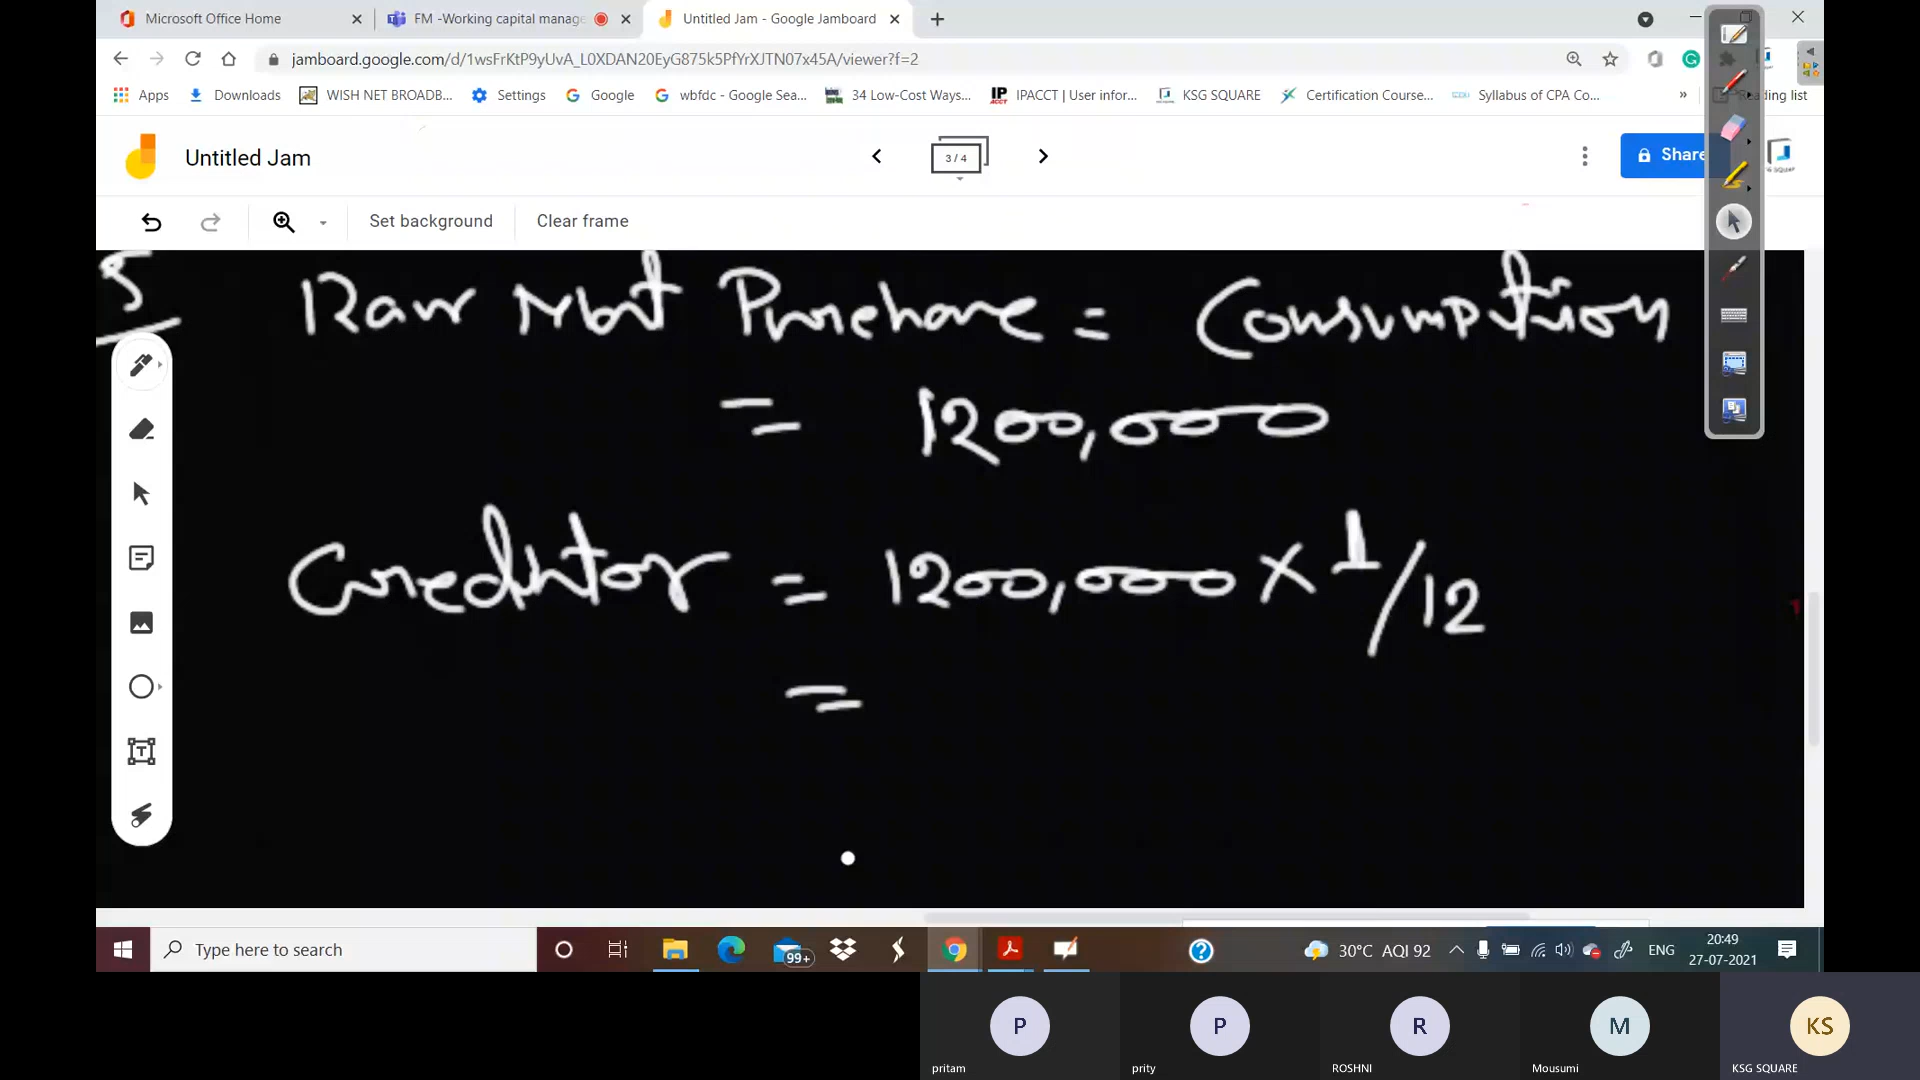 Microsoft Office Home
FM -Working capital manage
Untitled Jam - Google Jamboard
jamboard.google.com/d/1wsFrKtP9yUvA_L0XDAN20EyG875k5PfYrXJTN07x45A/viewer?f=2
Apps Downloads WISH NET BROADB... Settings Google wbfdc - Google Sea... 34 Low-Cost Ways... IPACCT | User infor... KSG SQUARE Certification Course... Syllabus of CPA Co... » Reading list
Untitled Jam
3 / 4
Share
Set background Clear frame
5 Raw Mat Purchase = Consumption
= 1200,000
Creditor = 1200,000 × 1/12
=
Type here to search
99+
30°C AQI 92
ENG
20:49
27-07-2021
P P R M KS
pritam prity ROSHNI Mousumi KSG SQUARE